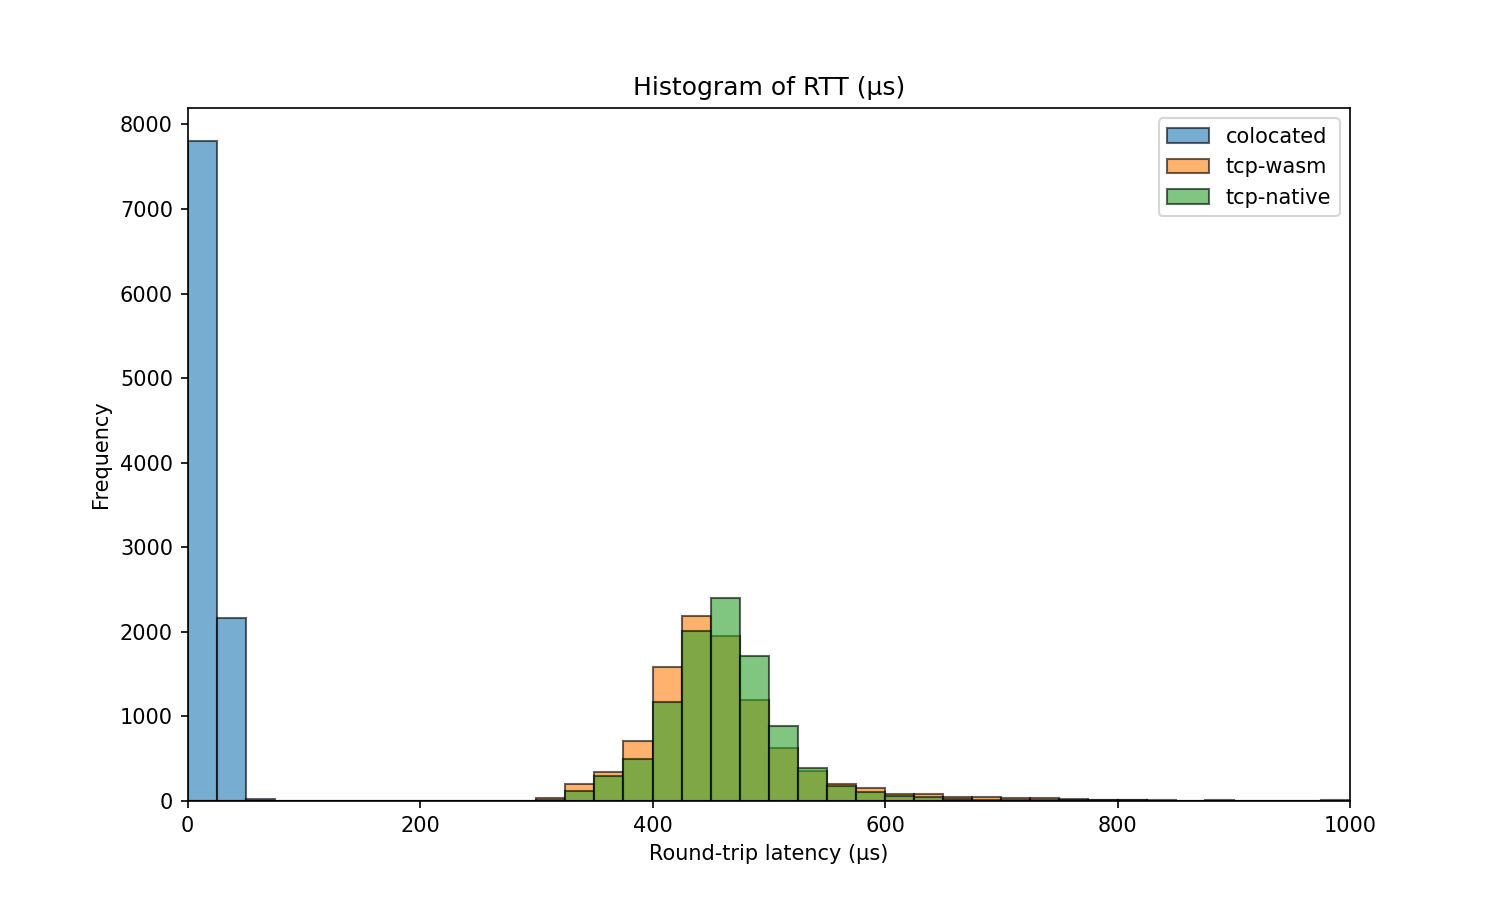 Histogram of RTT (µs)
8000
7000
6000
5000
4000
3000
2000
1000
0
Frequency
colocated
tcp-wasm
tcp-native
0 200 400 600 800 1000
Round-trip latency (µs)